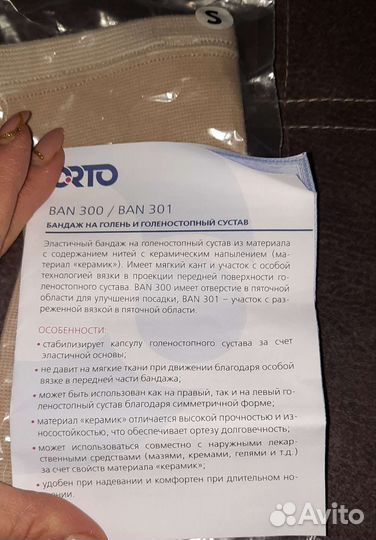 S
ORTO
BAN 300 / BAN 301
БАНДАЖ НА ГОЛЕНЬ И ГОЛЕНОСТОПНЫЙ СУСТАВ
Эластичный бандаж на голеностопный сустав из материала
с содержанием нитей с керамическим напылением (ма-
териал «керамик»). Имеет мягкий кант и участок с особой
технологией вязки в проекции передней поверхности го-
леностопного сустава. BAN 300 имеет отверстие в пяточной
области для улучшения посадки, BAN 301 – участок с раз-
реженной вязкой в пяточной области.
ОСОБЕННОСТИ:
• стабилизирует капсулу голеностопного сустава за счет
эластичной основы;
• не давит на мягкие ткани при движении благодаря особой
вязке в передней части бандажа;
• может быть использован как на правый, так и на левый го-
леностопный сустав благодаря симметричной форме;
• материал «керамик» отличается высокой прочностью и из-
носостойкостью, что обеспечивает ортезу долговечность;
• может использоваться совместно с наружными лекар-
ственными средствами (мазями, кремами, гелями и т.д.)
за счет свойств материала «керамик»;
• удобен при надевании и комфортен при длительном но-
шении.
Avito